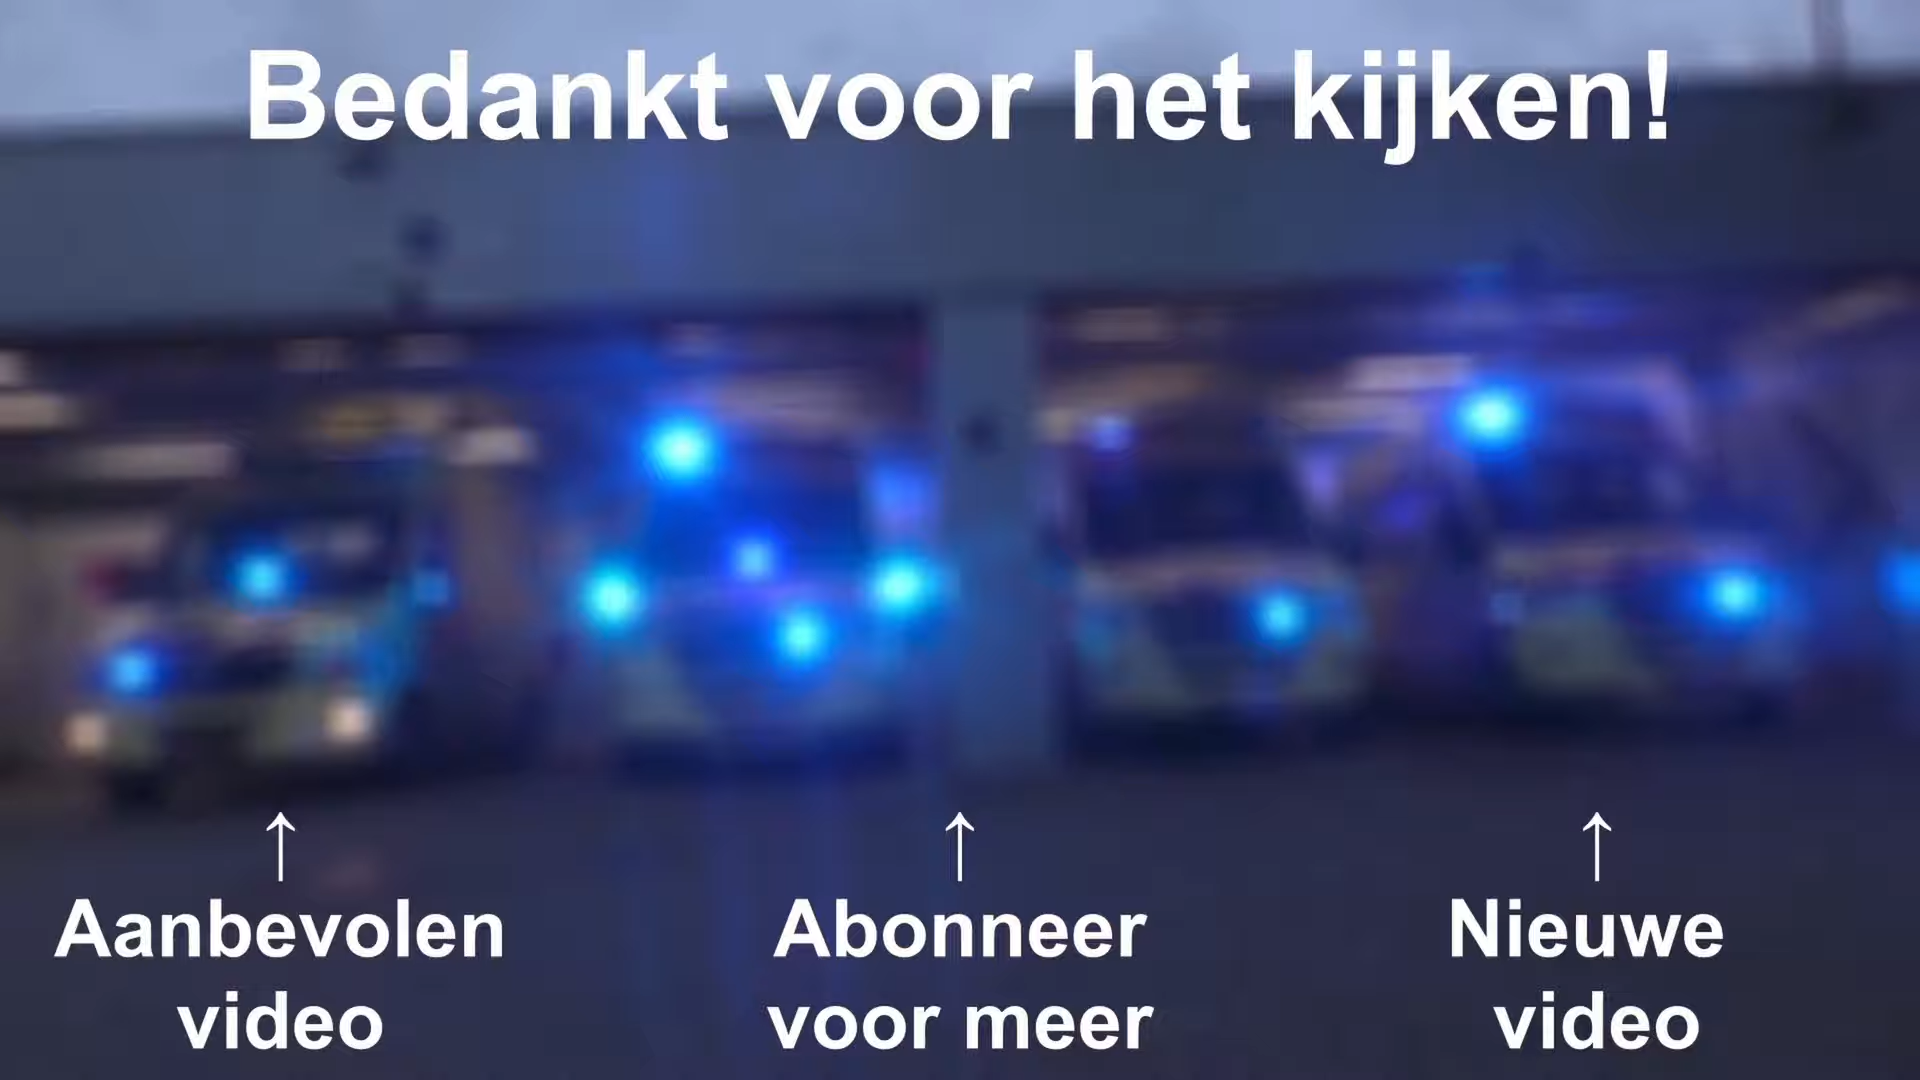 Bedankt voor het kijken!
↑ ↑ ↑
Aanbevolen Abonneer Nieuwe
video voor meer video